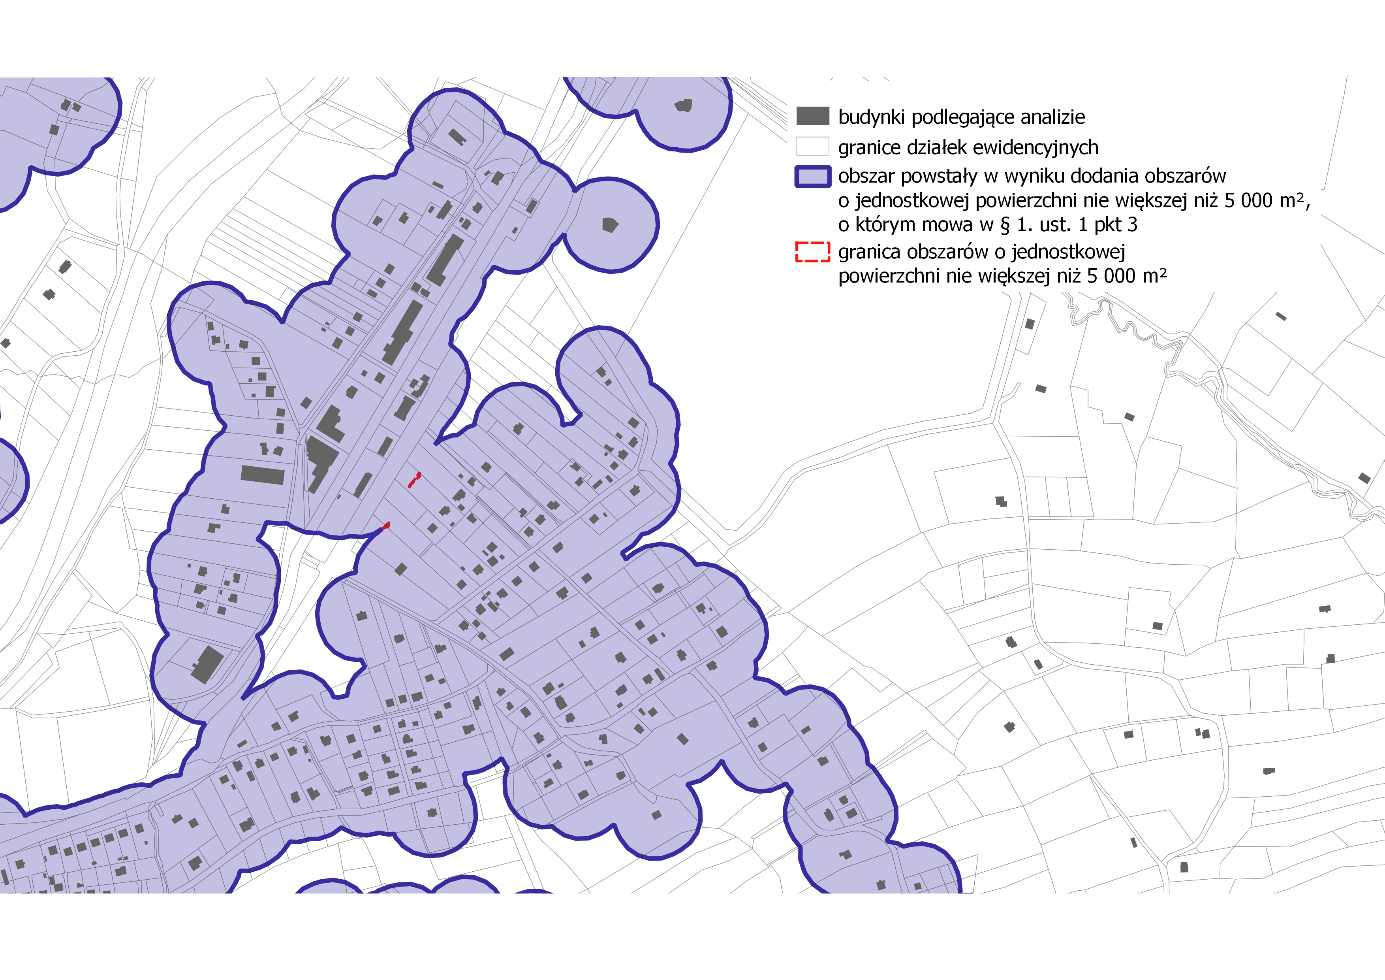 budynki podlegające analizie
granice działek ewidencyjnych
obszar powstały w wyniku dodania obszarów
o jednostkowej powierzchni nie większej niż 5 000 m²,
o którym mowa w § 1. ust. 1 pkt 3
granica obszarów o jednostkowej
powierzchni nie większej niż 5 000 m²